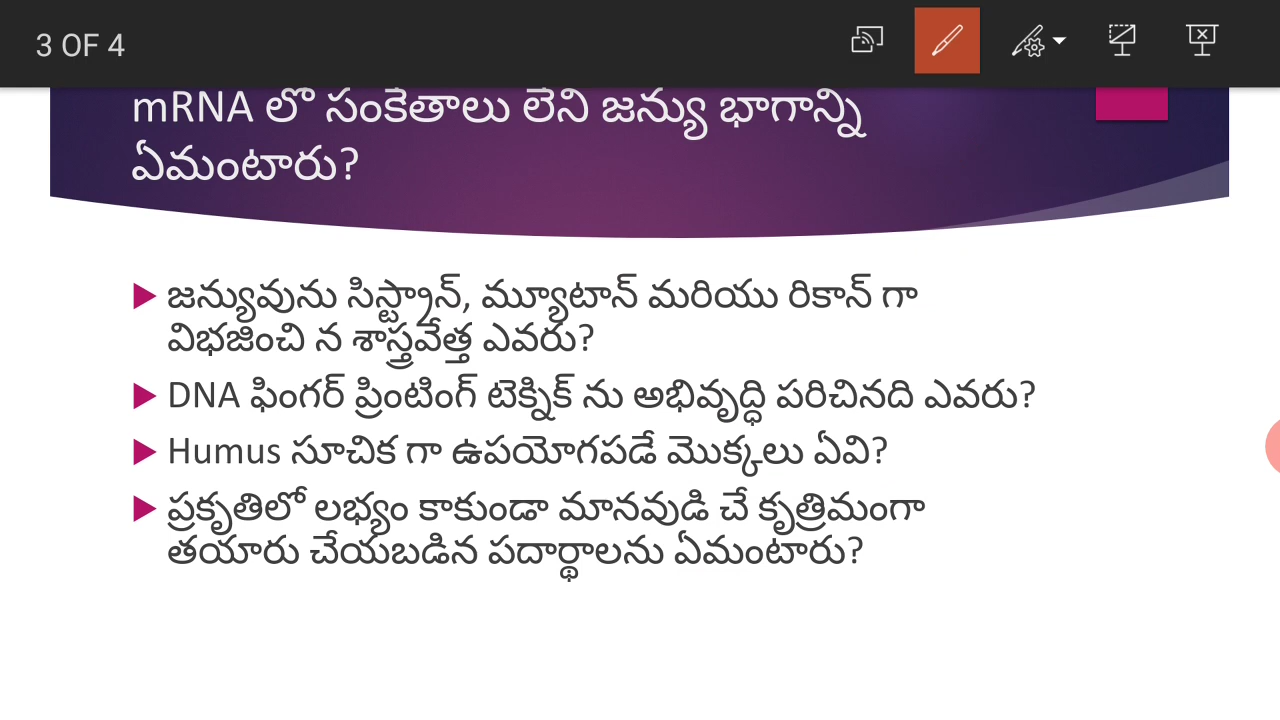 3 OF 4
mRNA లో సంకేతాలు లేని జన్యు భాగాన్ని
ఏమంటారు?
జన్యువును సిస్ట్రాన్, మ్యూటాన్ మరియు రికాన్ గా
విభజించి న శాస్త్రవేత్త ఎవరు?
DNA ఫింగర్ ప్రింటింగ్ టెక్నిక్ ను అభివృద్ధి పరిచినది ఎవరు?
Humus సూచిక గా ఉపయోగపడే మొక్కలు ఏవి?
ప్రకృతిలో లభ్యం కాకుండా మానవుడి చే కృత్రిమంగా
తయారు చేయబడిన పదార్థాలను ఏమంటారు?